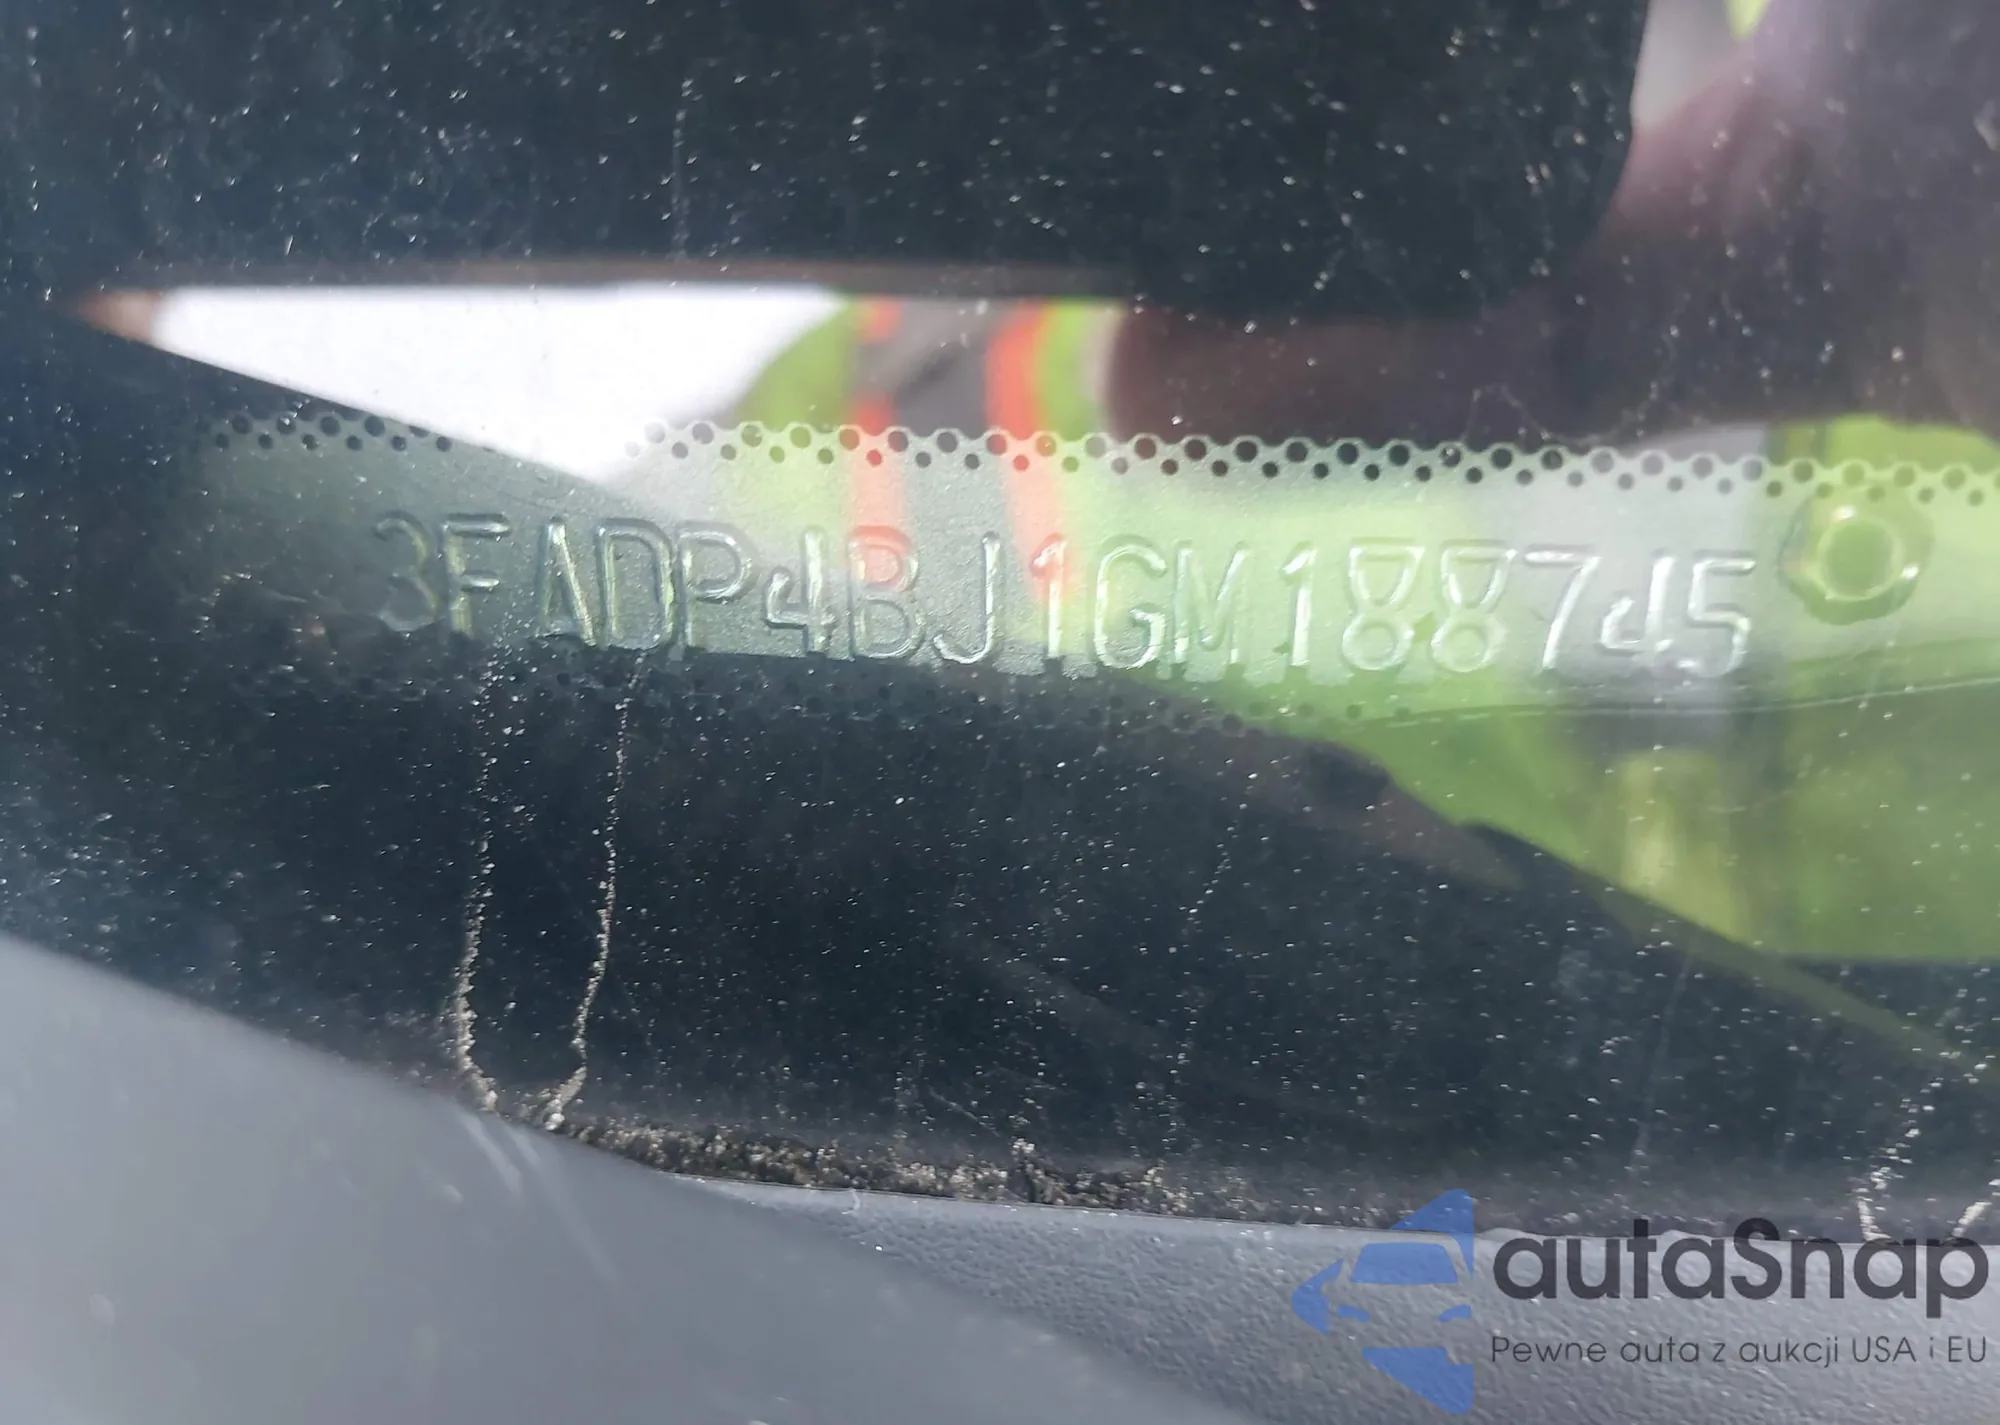 3FADP4BJ1GM188745
autaSnap
Pewne auta z aukcji USA i EU